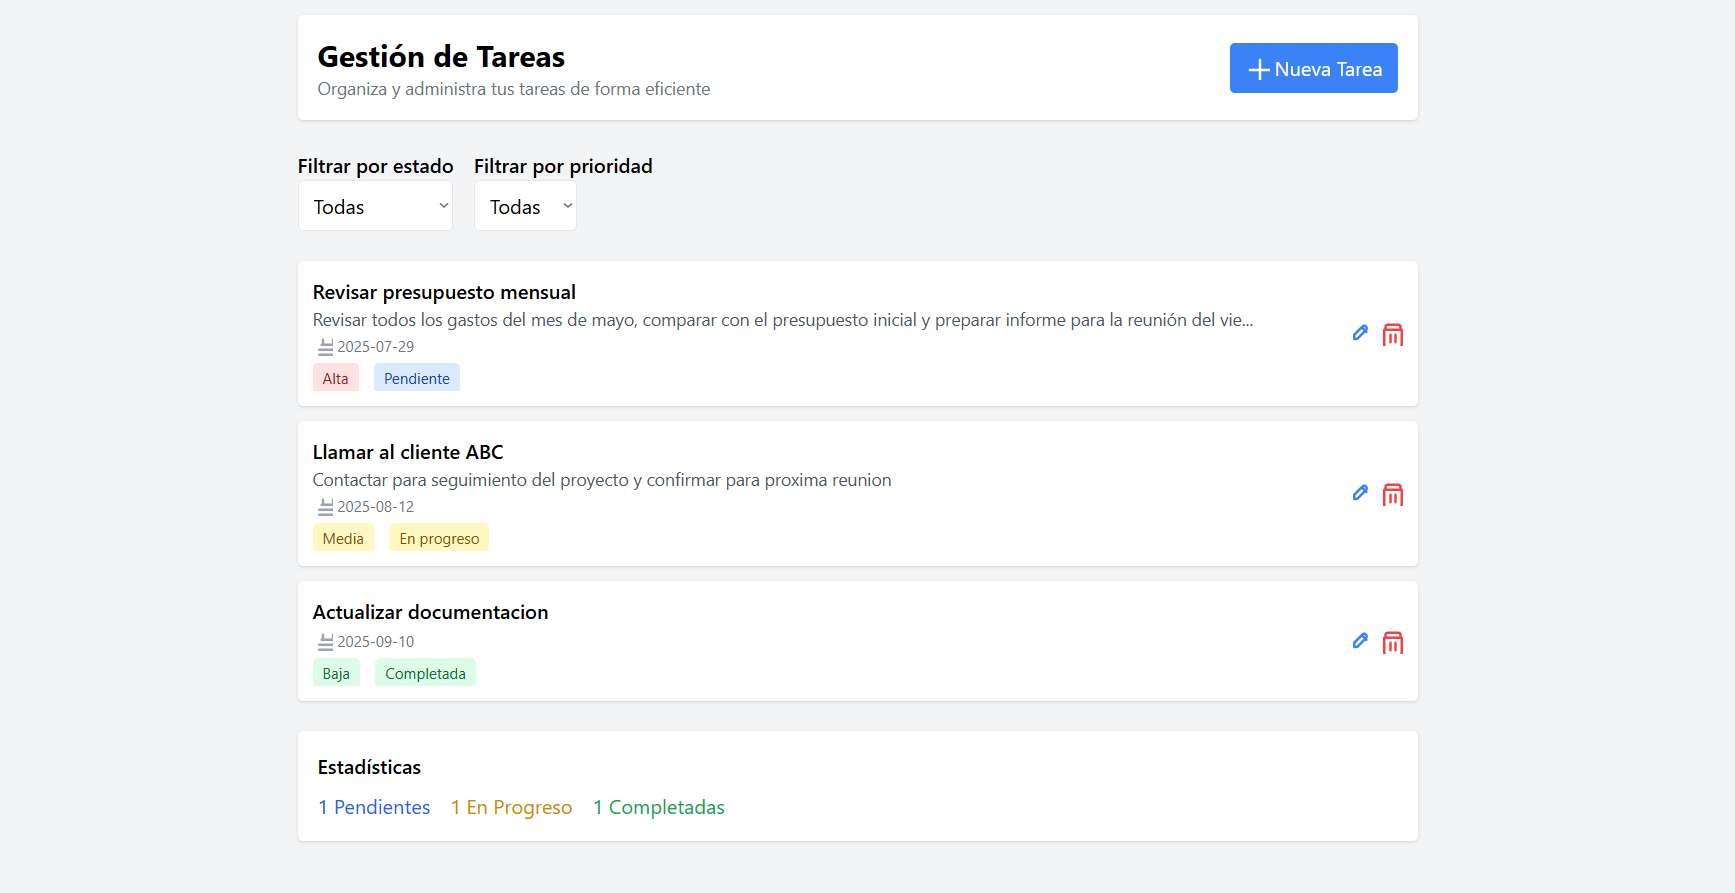 Gestión de Tareas
Organiza y administra tus tareas de forma eficiente
Nueva Tarea
Filtrar por estado
Todas
Filtrar por prioridad
Todas
Revisar presupuesto mensual
Revisar todos los gastos del mes de mayo, comparar con el presupuesto inicial y preparar informe para la reunión del vie...
2025-07-29
Alta Pendiente
Llamar al cliente ABC
Contactar para seguimiento del proyecto y confirmar para proxima reunion
2025-08-12
Media En progreso
Actualizar documentacion
2025-09-10
Baja Completada
Estadísticas
1 Pendientes 1 En Progreso 1 Completadas